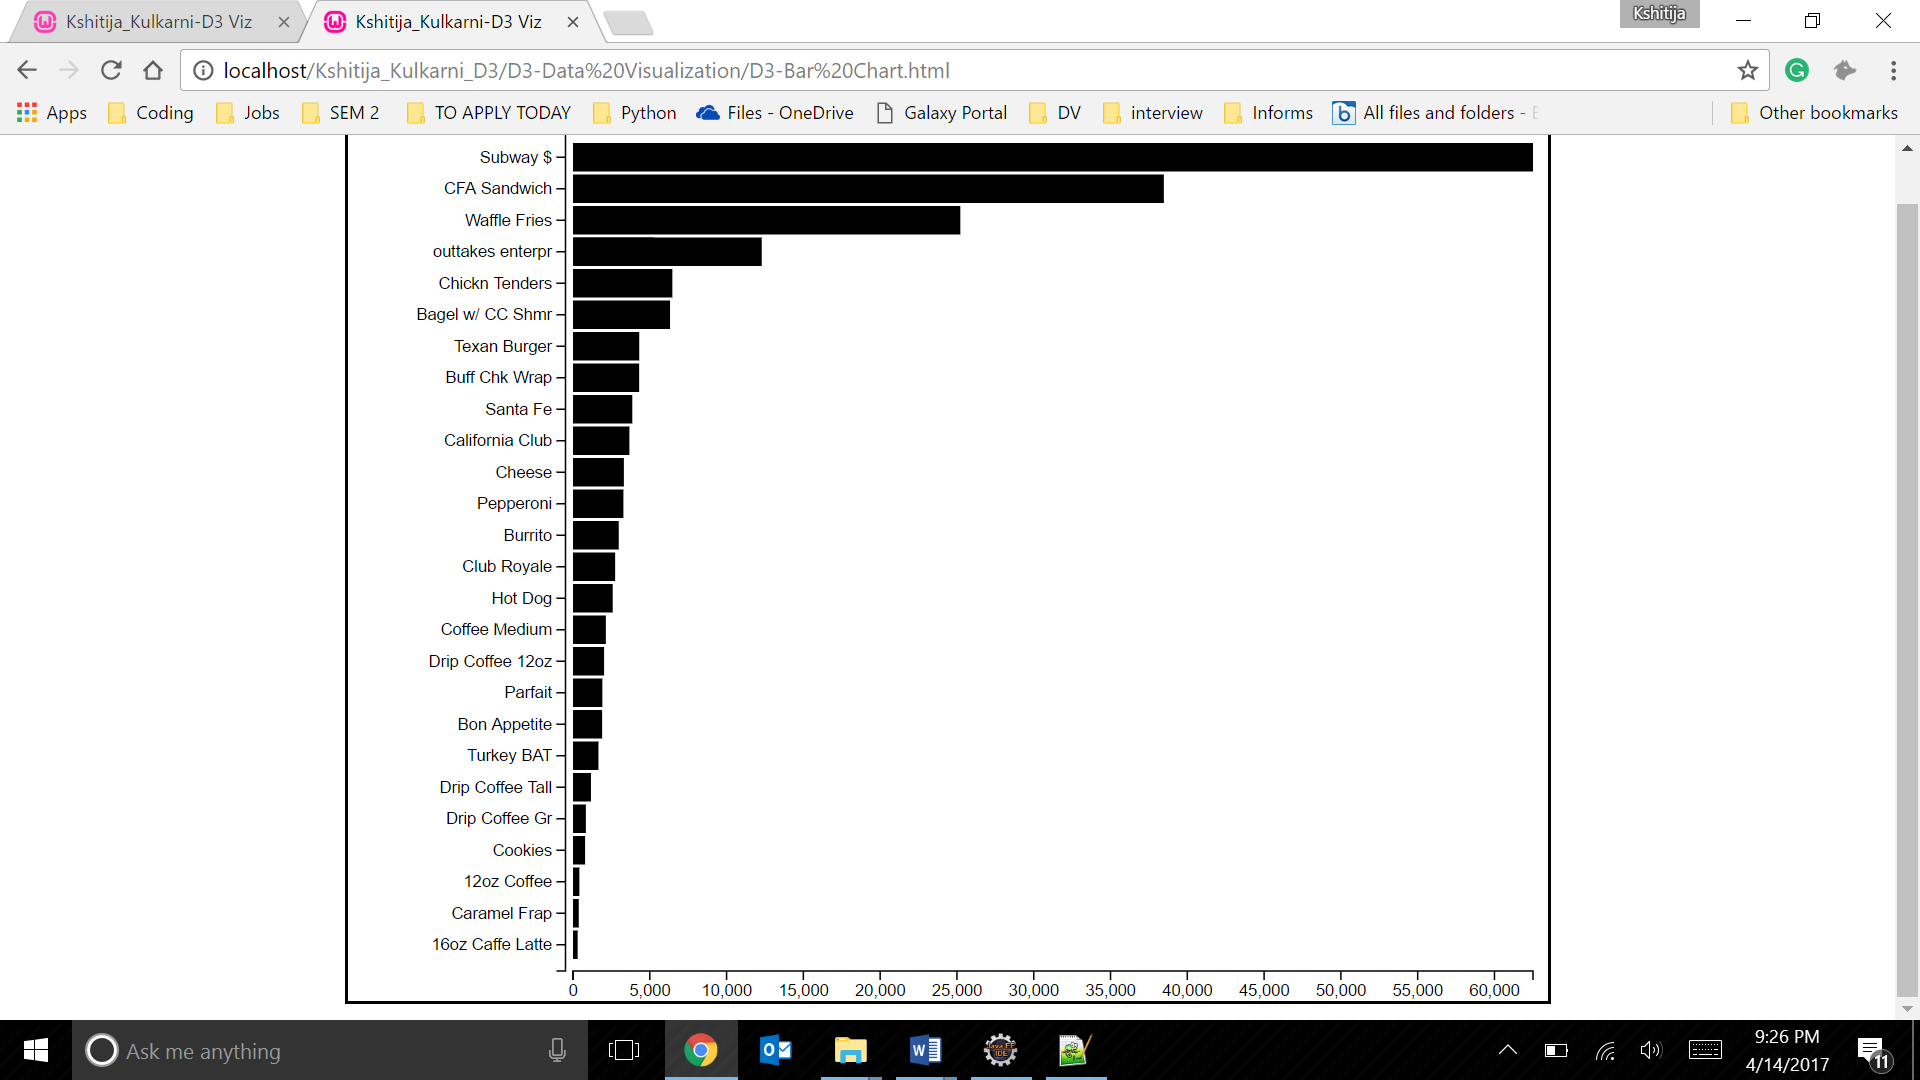 Kshitija_Kulkarni-D3 Viz
Kshitija_Kulkarni-D3 Viz
Kshitija
localhost/Kshitija_Kulkarni_D3/D3-Data%20Visualization/D3-Bar%20Chart.html
Apps Coding Jobs SEM 2 TO APPLY TODAY Python Files - OneDrive Galaxy Portal DV interview Informs All files and folders - Other bookmarks
Subway $
CFA Sandwich
Waffle Fries
outtakes enterpr
Chickn Tenders
Bagel w/ CC Shmr
Texan Burger
Buff Chk Wrap
Santa Fe
California Club
Cheese
Pepperoni
Burrito
Club Royale
Hot Dog
Coffee Medium
Drip Coffee 12oz
Parfait
Bon Appetite
Turkey BAT
Drip Coffee Tall
Drip Coffee Gr
Cookies
12oz Coffee
Caramel Frap
16oz Caffe Latte
0 5,000 10,000 15,000 20,000 25,000 30,000 35,000 40,000 45,000 50,000 55,000 60,000
Ask me anything
9:26 PM
4/14/2017
11